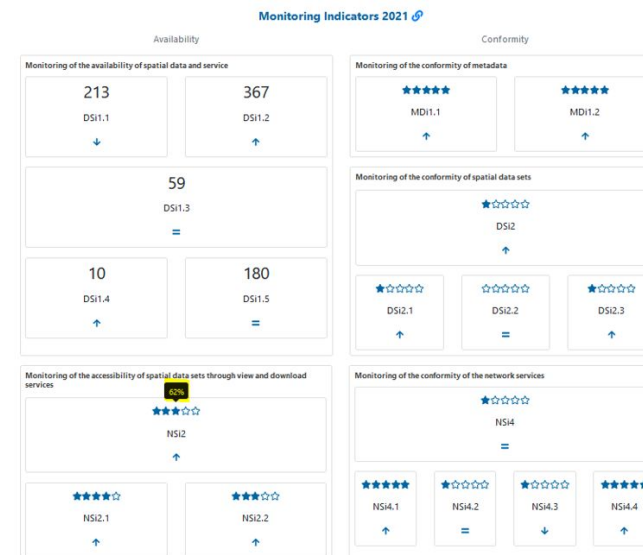 Monitoring Indicators 2021
Availability
Conformity
Monitoring of the availability of spatial data and service
213
DSi1.1
367
DSi1.2
59
DSi1.3
10
DSi1.4
180
DSi1.5
Monitoring of the conformity of metadata
MDi1.1
MDi1.2
Monitoring of the conformity of spatial data sets
DSi2
DSi2.1
DSi2.2
DSi2.3
Monitoring of the accessibility of spatial data sets through view and download
services
62%
NSi2
NSi2.1
NSi2.2
Monitoring of the conformity of the network services
NSi4
NSi4.1
NSi4.2
NSi4.3
NSi4.4